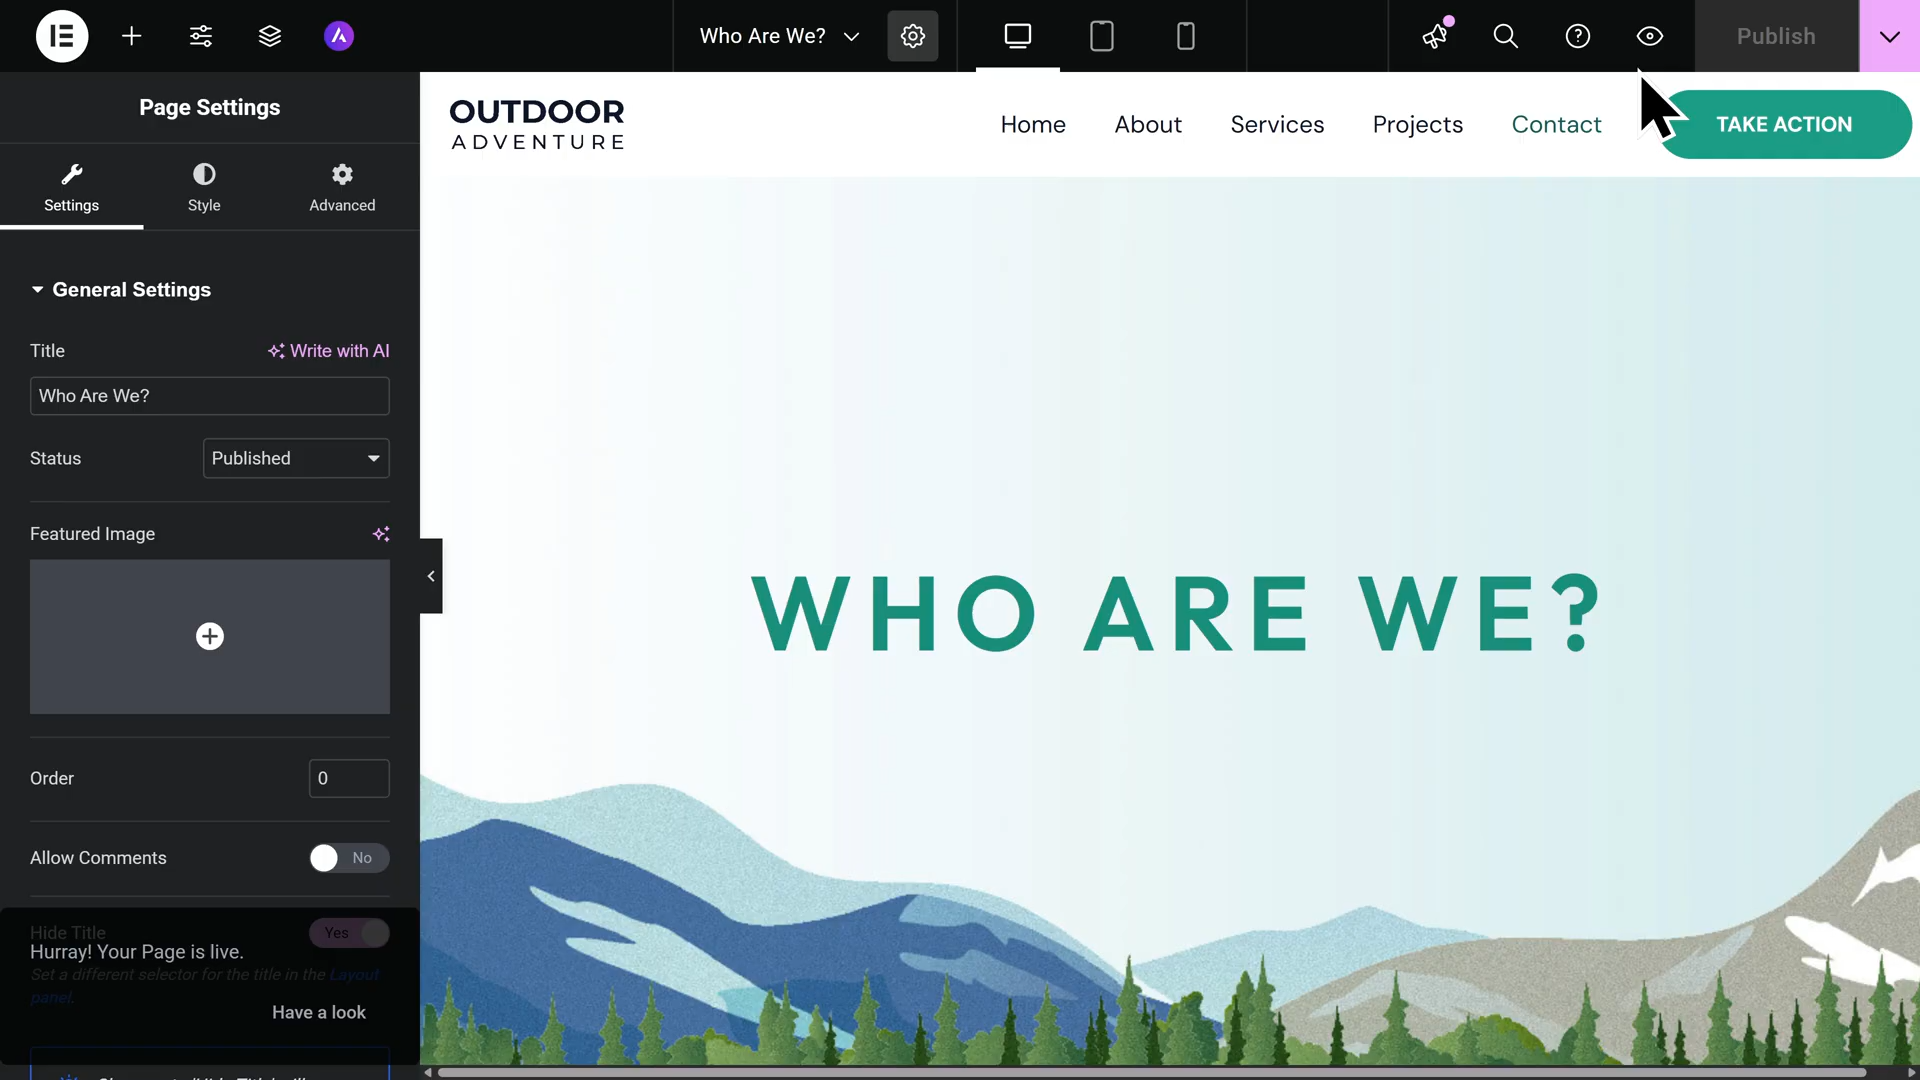 Who Are We?
Publish
Page Settings
Settings
Style
Advanced
OUTDOOR
ADVENTURE
Home
About
Services
Projects
Contact
TAKE ACTION
General Settings
Title
Write with AI
Who Are We?
Status
Published
Featured Image
WHO ARE WE?
Order
0
Allow Comments
No
Hide Title
Yes
Hurray! Your Page is live.
Set a different selector for the title in the Layout
panel.
Have a look